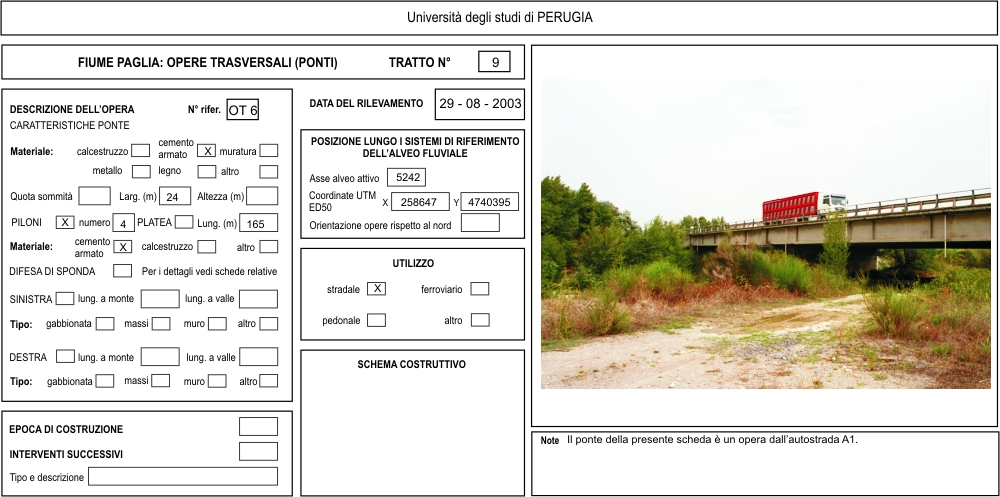 Università degli studi di PERUGIA
FIUME PAGLIA: OPERE TRASVERSALI (PONTI) TRATTO N° 9
DESCRIZIONE DELL'OPERA N° rifer. OT 6
CARATTERISTICHE PONTE
Materiale: calcestruzzo cemento armato X muratura
metallo legno altro
Quota sommità Larg. (m) 24 Altezza (m)
PILONI X numero 4 PLATEA Lung. (m) 165
Materiale: cemento armato X calcestruzzo altro
DIFESA DI SPONDA Per i dettagli vedi schede relative
SINISTRA lung. a monte lung. a valle
Tipo: gabbionata massi muro altro
DESTRA lung. a monte lung. a valle
Tipo: gabbionata massi muro altro
EPOCA DI COSTRUZIONE
INTERVENTI SUCCESSIVI
Tipo e descrizione
DATA DEL RILEVAMENTO 29 - 08 - 2003
POSIZIONE LUNGO I SISTEMI DI RIFERIMENTO
DELL'ALVEO FLUVIALE
Asse alveo attivo 5242
Coordinate UTM ED50 X 258647 Y 4740395
Orientazione opere rispetto al nord
UTILIZZO
stradale X ferroviario
pedonale altro
SCHEMA COSTRUTTIVO
Note Il ponte della presente scheda è un opera dall'autostrada A1.